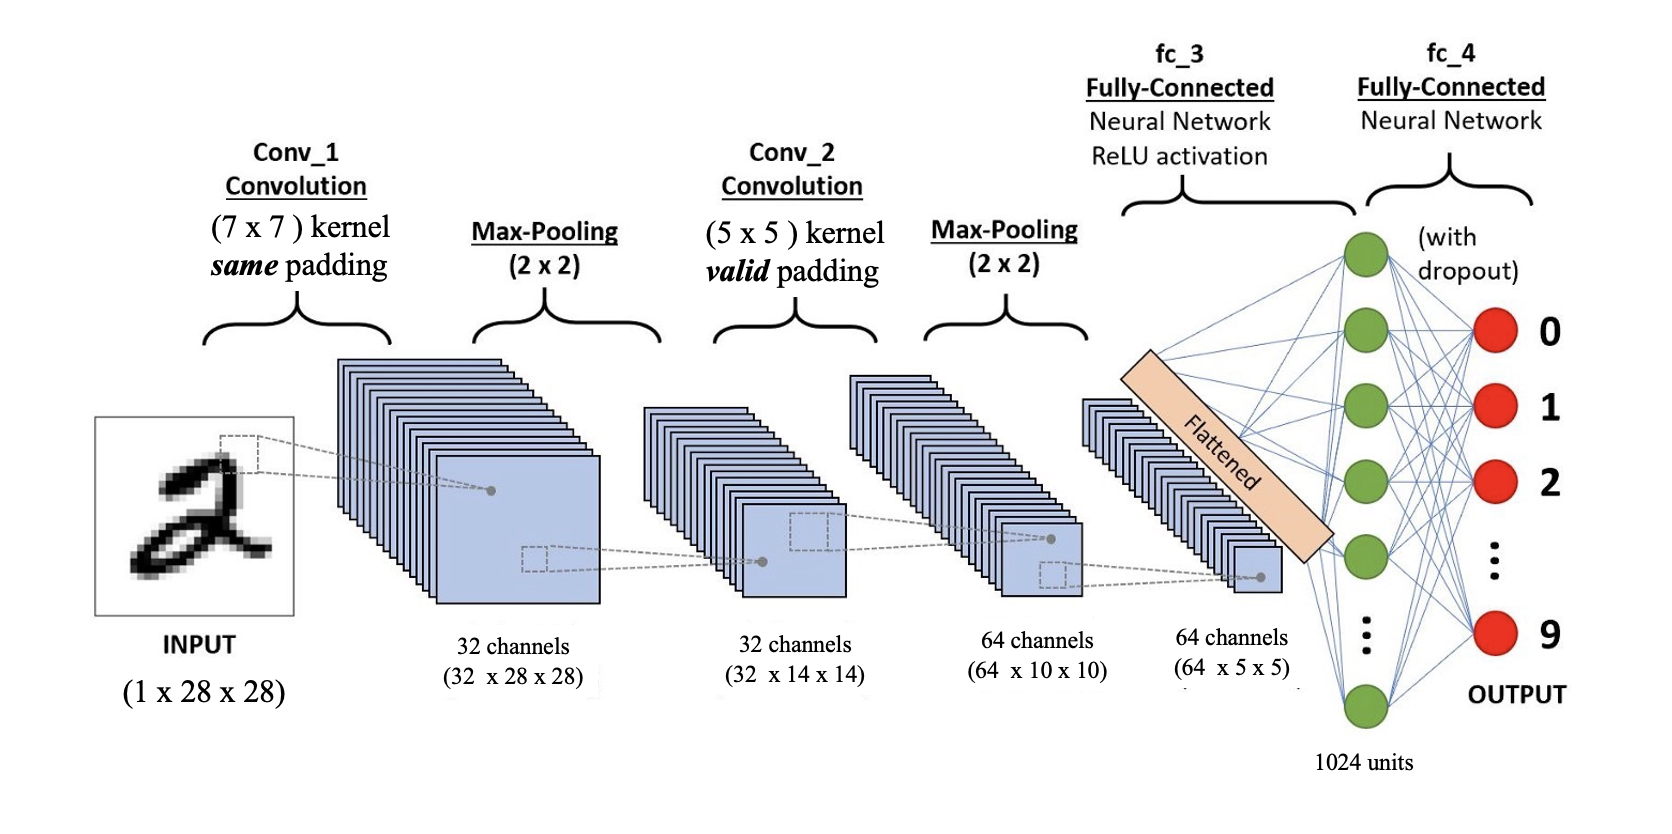 Conv_1
Convolution
(7 x 7 ) kernel
same padding
Max-Pooling
(2 x 2)
Conv_2
Convolution
(5 x 5 ) kernel
valid padding
Max-Pooling
(2 x 2)
fc_3
Fully-Connected
Neural Network
ReLU activation
fc_4
Fully-Connected
Neural Network
(with
dropout)
INPUT
(1 x 28 x 28)
32 channels
(32 x 28 x 28)
32 channels
(32 x 14 x 14)
64 channels
(64 x 10 x 10)
64 channels
(64 x 5 x 5)
Flattened
1024 units
0
1
2
9
OUTPUT
2